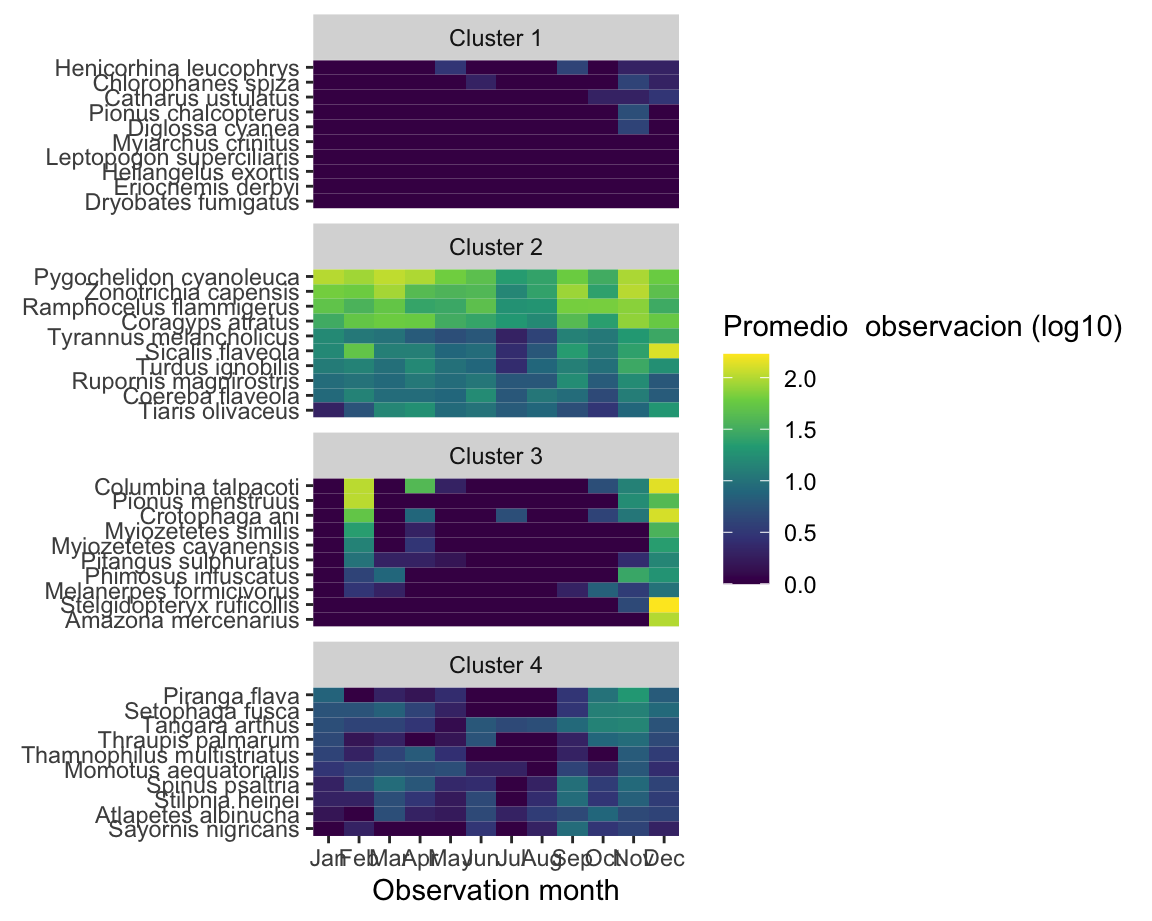 Cluster 1
Henicorhina leucophrys
Chlorophanes spiza
Catharus ustulatus
Pionus chalcopterus
Diglossa cyanea
Myiarchus crinitus
Leptopogon superciliaris
Heliangelus exortis
Eriocnemis derbyi
Dryobates fumigatus
Cluster 2
Pygochelidon cyanoleuca
Zonotrichia capensis
Ramphocelus flammigerus
Coragyps atratus
Tyrannus melancholicus
Sicalis flaveola
Turdus ignobilis
Rupornis magnirostris
Coereba flaveola
Tiaris olivaceus
Promedio  observacion (log10)
2.0
1.5
1.0
0.5
0.0
Cluster 3
Columbina talpacoti
Pionus menstruus
Crotophaga ani
Myiozetetes similis
Myiozetetes cayanensis
Pitangus sulphuratus
Phimosus infuscatus
Melanerpes formicivorus
Stelgidopteryx ruficollis
Amazona mercenarius
Cluster 4
Piranga flava
Setophaga fusca
Tangara arthus
Thraupis palmarum
Thamnophilus multistriatus
Momotus aequatorialis
Spinus psaltria
Stilpnia heinei
Atlapetes albinucha
Sayornis nigricans
Jan Feb Mar Apr May Jun Jul Aug Sep Oct Nov Dec
Observation month